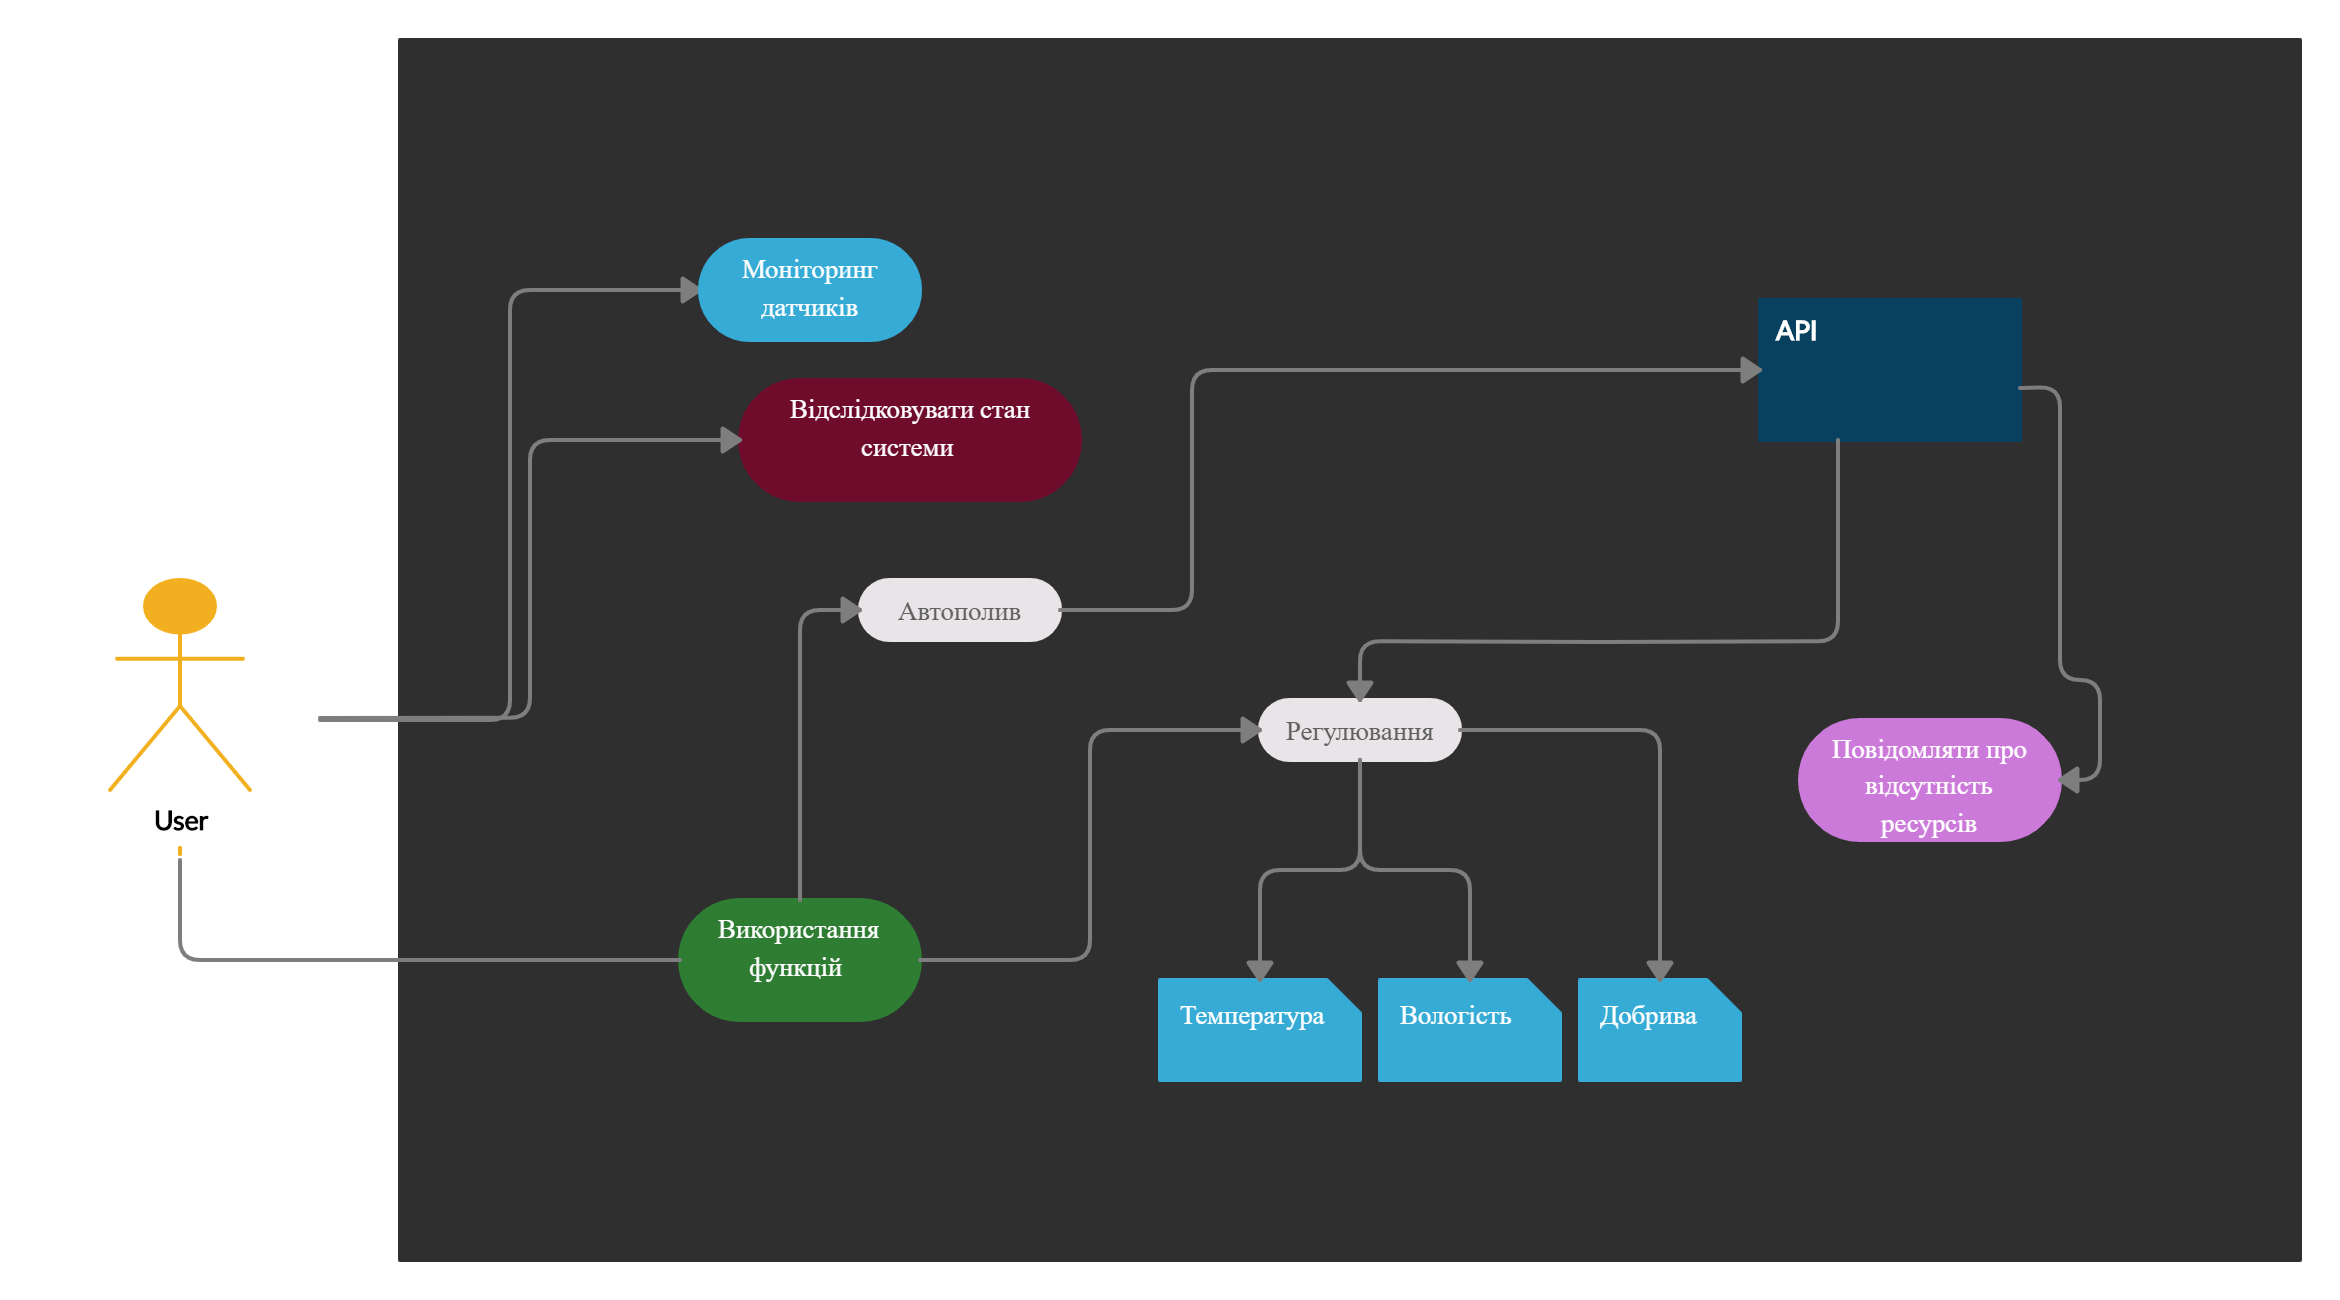 Моніторинг
датчиків
API
Відслідковувати стан
системи
Автополив
Регулювання
Повідомляти про
відсутність
ресурсів
User
Використання
функцій
Температура
Вологість
Добрива